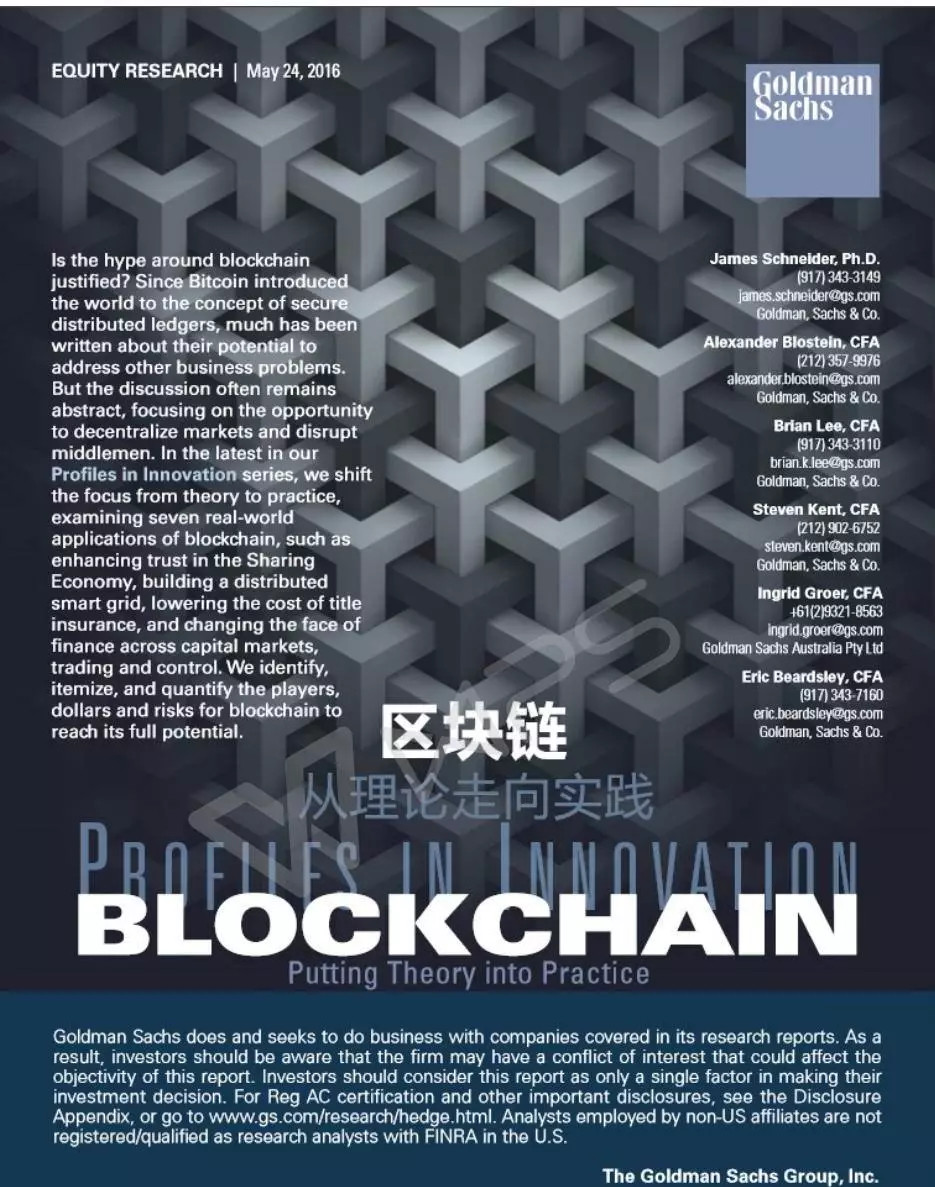 EQUITY RESEARCH | May 24, 2016
Goldman
Sachs
Is the hype around blockchain
justified? Since Bitcoin introduced
the world to the concept of secure
distributed ledgers, much has been
written about their potential to
address other business problems.
But the discussion often remains
abstract, focusing on the opportunity
to decentralize markets and disrupt
middlemen. In the latest in our
Profiles in Innovation series, we shift
the focus from theory to practice,
examining seven real-world
applications of blockchain, such as
enhancing trust in the Sharing
Economy, building a distributed
smart grid, lowering the cost of title
insurance, and changing the face of
finance across capital markets,
trading and control. We identify,
itemize, and quantify the players,
dollars and risks for blockchain to
reach its full potential.
James Schneider, Ph.D.
(917) 343-3149
james.schneider@gs.com
Goldman, Sachs & Co.
Alexander Blostein, CFA
(212) 357-9976
alexander.blostein@gs.com
Goldman, Sachs & Co.
Brian Lee, CFA
(917) 343-3110
brian.k.lee@gs.com
Goldman, Sachs & Co.
Steven Kent, CFA
(212) 902-6752
steven.kent@gs.com
Goldman, Sachs & Co.
Ingrid Groer, CFA
+61(2)9321-8563
ingrid.groer@gs.com
Goldman Sachs Australia Pty Ltd
Eric Beardsley, CFA
(917) 343-7160
eric.beardsley@gs.com
Goldman, Sachs & Co.
WPS
区块链
从理论走向实践
PROFILES IN INNOVATION
BLOCKCHAIN
Putting Theory into Practice
Goldman Sachs does and seeks to do business with companies covered in its research reports. As a
result, investors should be aware that the firm may have a conflict of interest that could affect the
objectivity of this report. Investors should consider this report as only a single factor in making their
investment decision. For Reg AC certification and other important disclosures, see the Disclosure
Appendix, or go to www.gs.com/research/hedge.html. Analysts employed by non-US affiliates are not
registered/qualified as research analysts with FINRA in the U.S.
The Goldman Sachs Group, Inc.